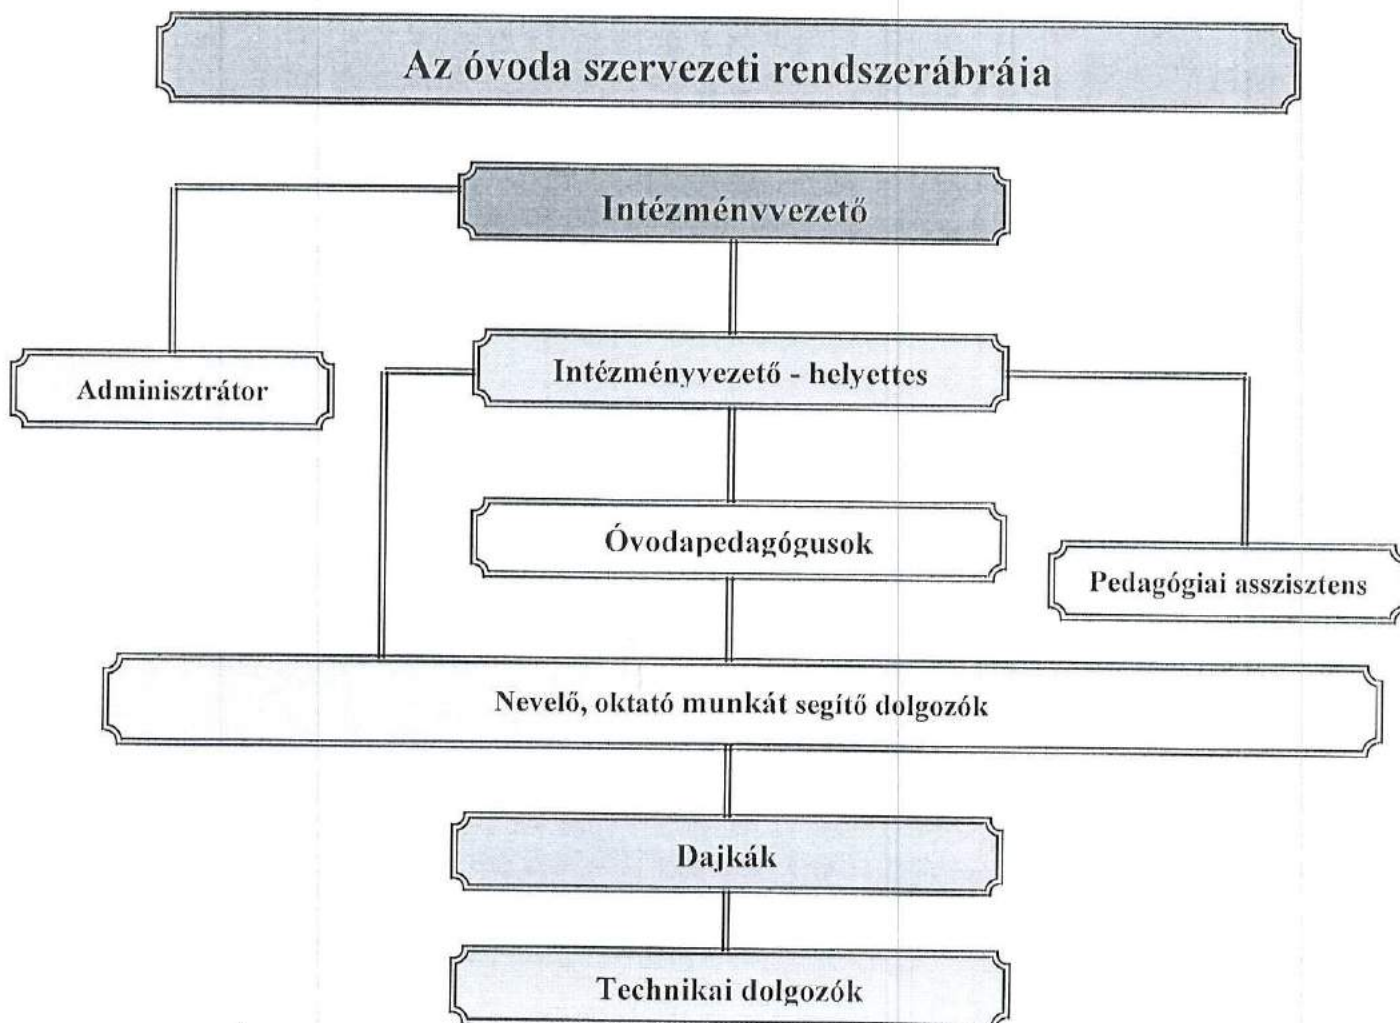 Az óvoda szervezeti rendszerábrája
Intézményvezető
Adminisztrátor
Intézményvezető - helyettes
Óvodapedagógusok
Pedagógiai asszisztens
Nevelő, oktató munkát segítő dolgozók
Dajkák
Technikai dolgozók